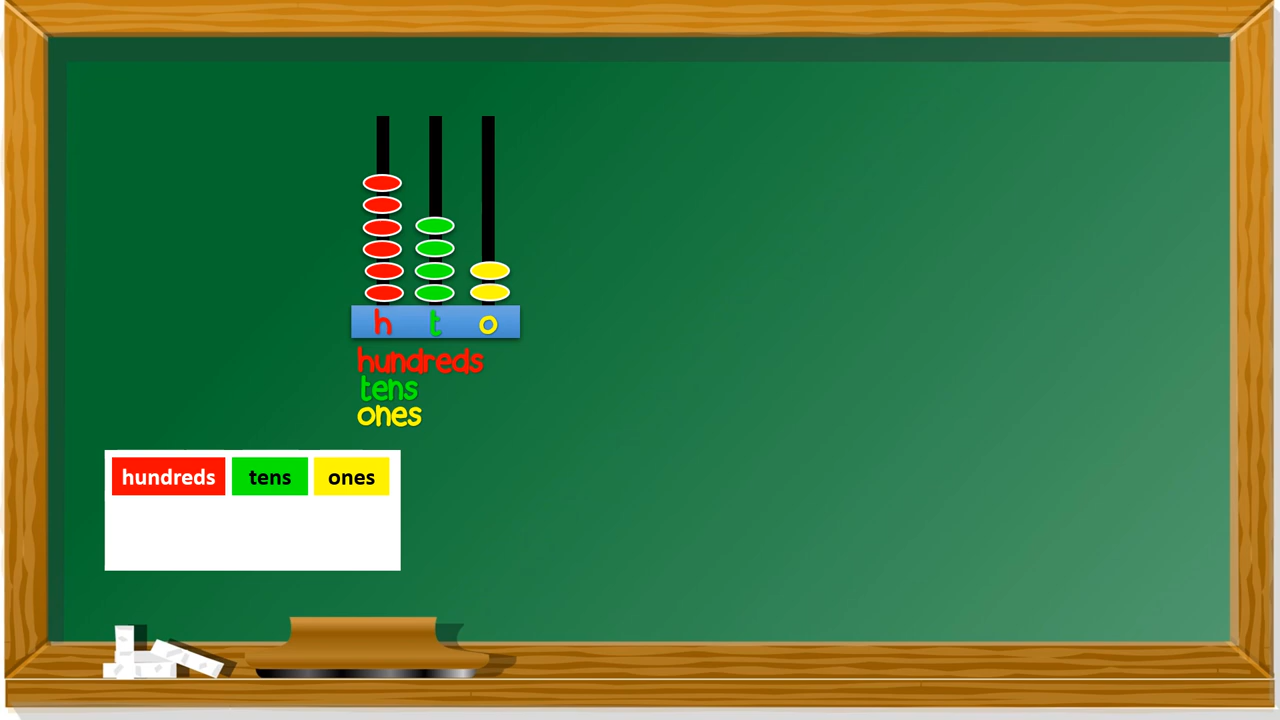 h t o
hundreds
tens
ones
hundreds tens ones